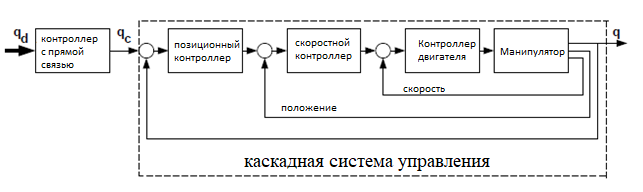 q_d
контроллер
с прямой
связью
q_c
позиционный
контроллер
скоростной
контроллер
Контроллер
двигателя
Манипулятор
q
скорость
положение
каскадная система управления